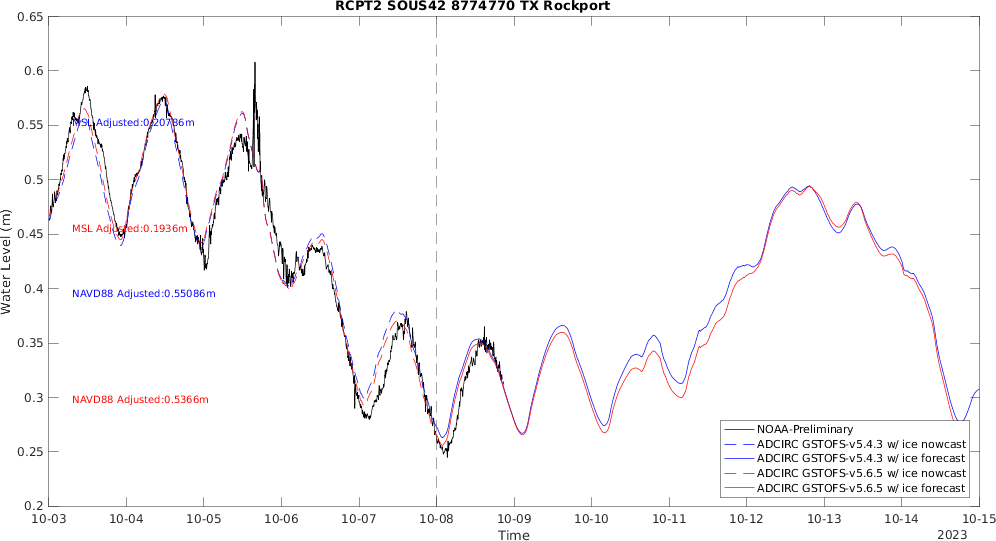 RCPT2 SOUS42 8774770 TX Rockport
0.65
0.6
0.55
0.5
0.45
0.4
0.35
0.3
0.25
0.2
Water Level (m)
MSL Adjusted:0.20786m
MSL Adjusted:0.1936m
NAVD88 Adjusted:0.55086m
NAVD88 Adjusted:0.5366m
NOAA-Preliminary
ADCIRC GSTOFS-v5.4.3 w/ ice nowcast
ADCIRC GSTOFS-v5.4.3 w/ ice forecast
ADCIRC GSTOFS-v5.6.5 w/ ice nowcast
ADCIRC GSTOFS-v5.6.5 w/ ice forecast
10-03 10-04 10-05 10-06 10-07 10-08 10-09 10-10 10-11 10-12 10-13 10-14 10-15
Time
2023